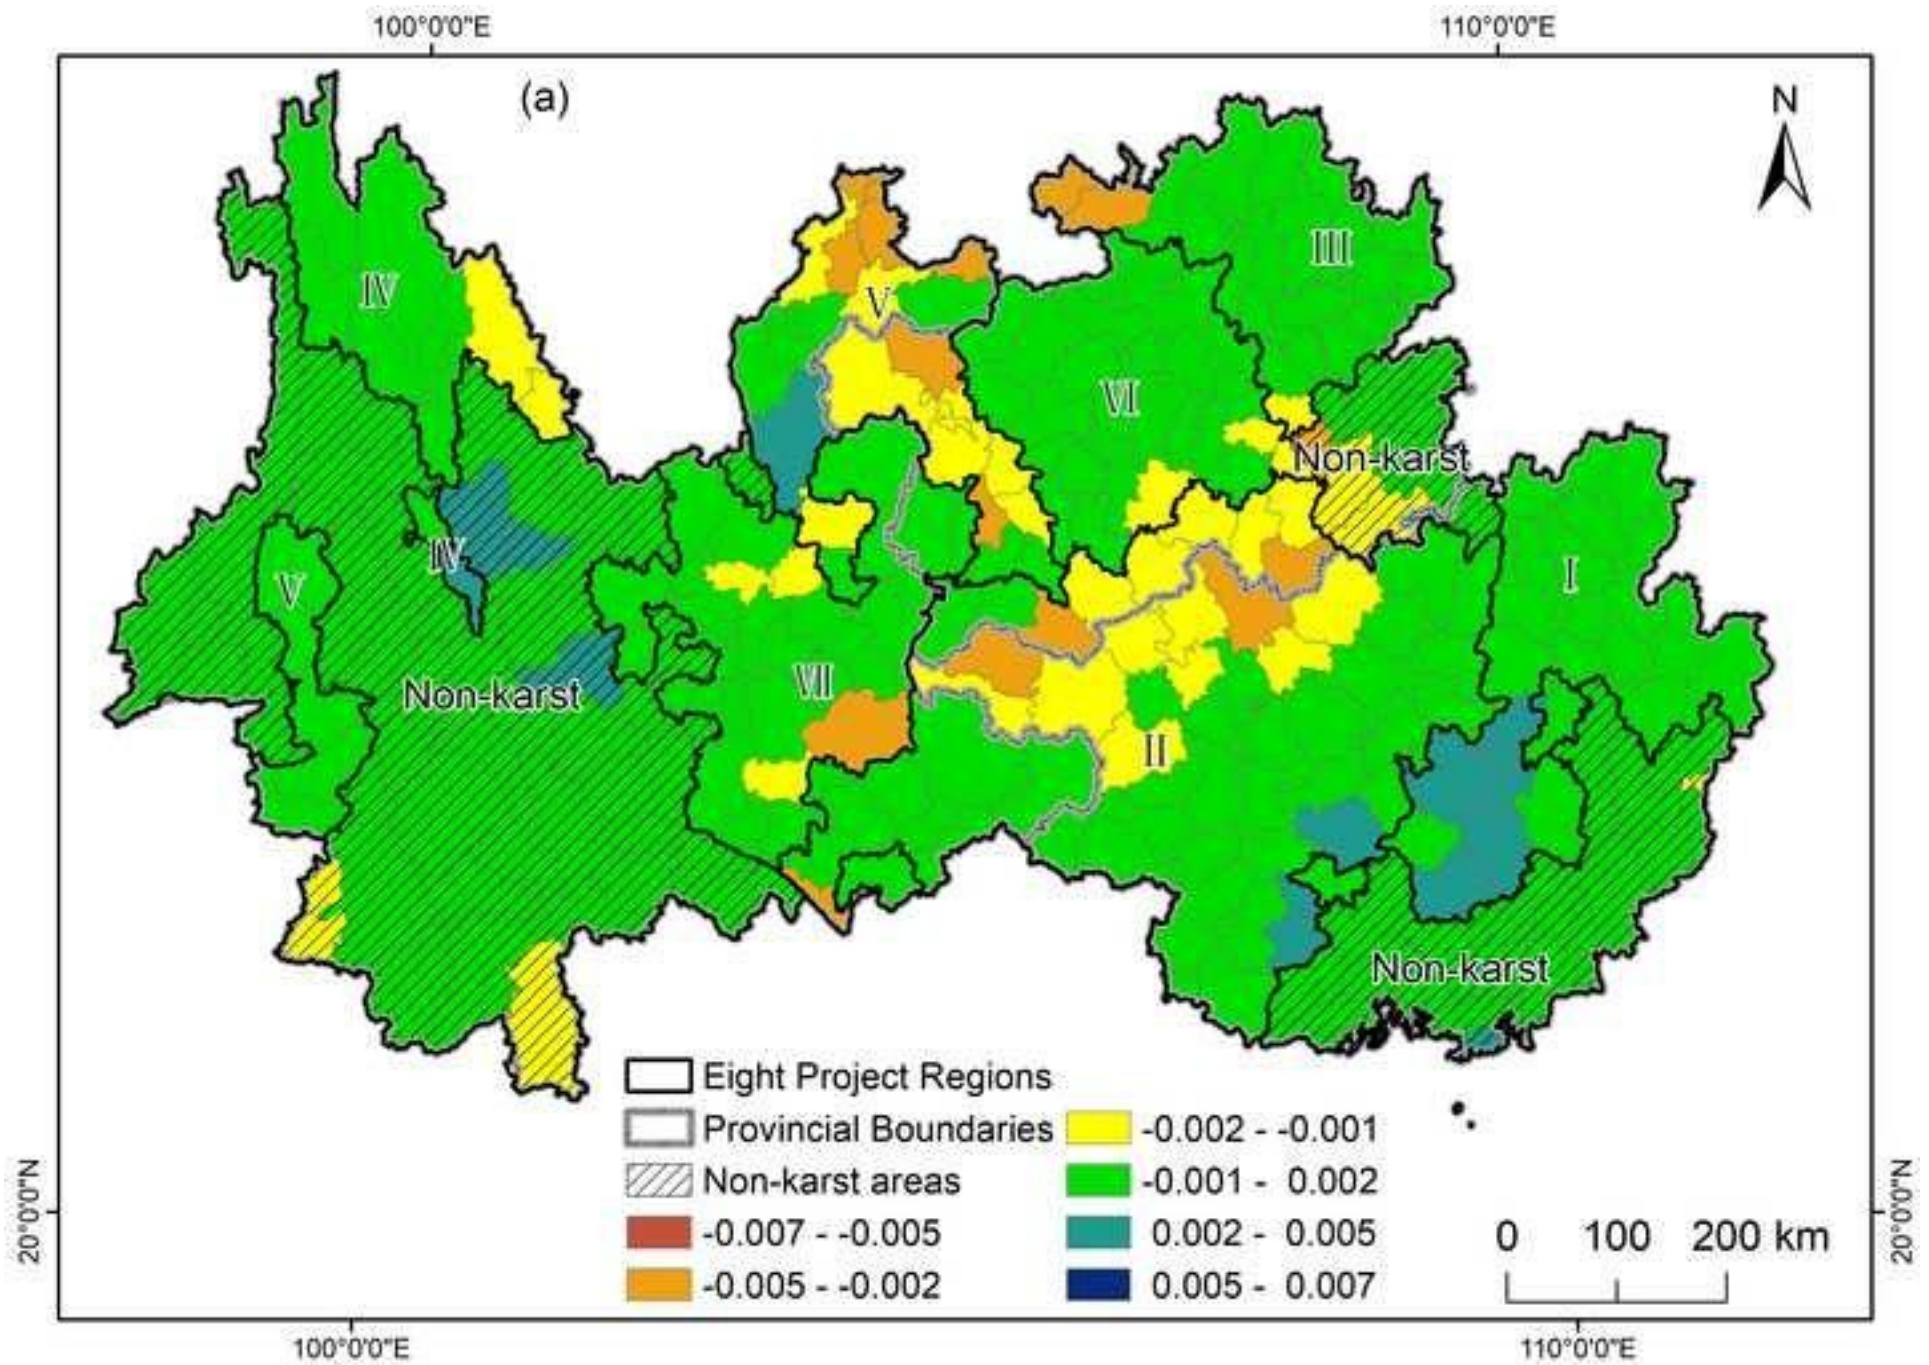 100°0'0"E
110°0'0"E
(a)
N
III
IV
V
VI
Non-karst
IV
V
I
VII
Non-karst
II
Non-karst
Eight Project Regions
Provincial Boundaries
Non-karst areas
-0.007 - -0.005
-0.005 - -0.002
-0.002 - -0.001
-0.001 - 0.002
0.002 - 0.005
0.005 - 0.007
0 100 200 km
20°0'0"N
20°0'0"N
100°0'0"E
110°0'0"E